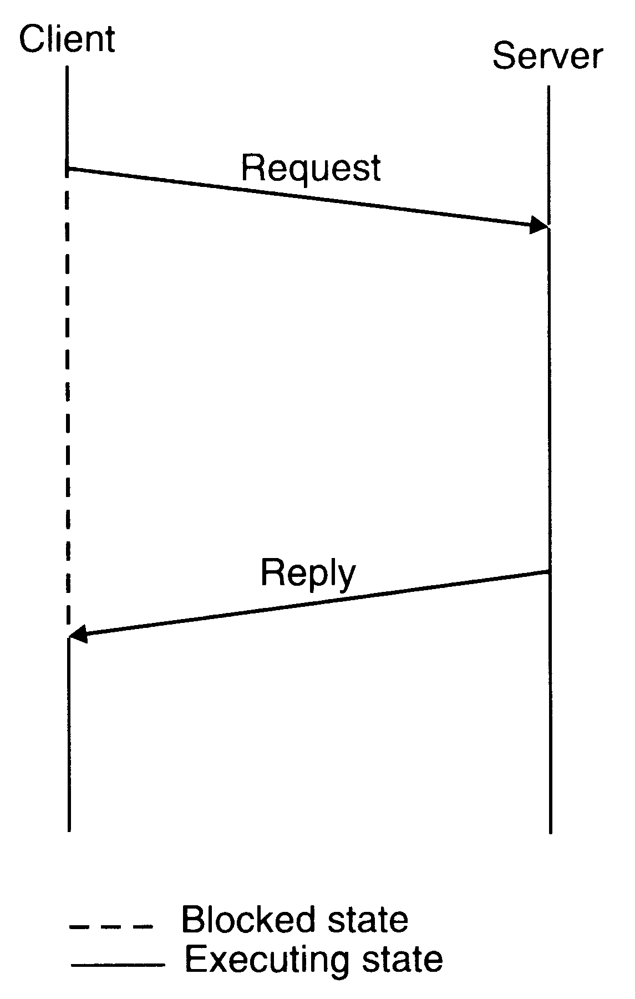 Client
Server
Request
Reply
Blocked state
Executing state